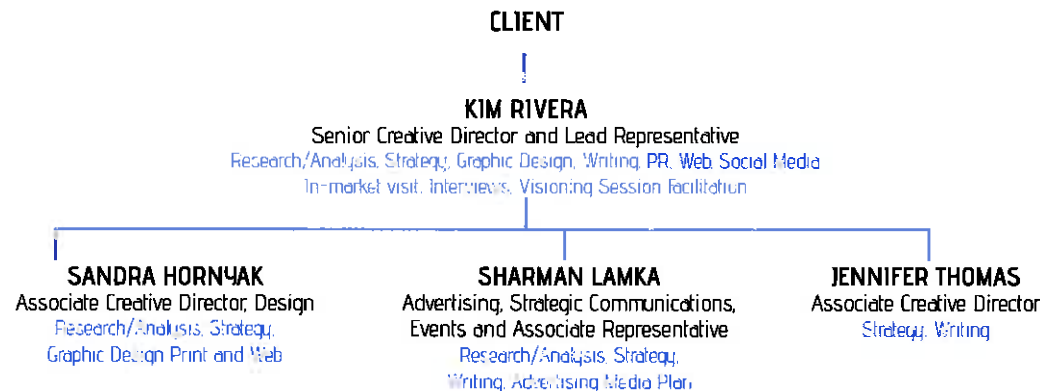 CLIENT
KIM RIVERA
Senior Creative Director and Lead Representative
Research/Analysis, Strategy, Graphic Design, Writing, PR, Web, Social Media
In-market visit, Interviews, Visioning Session Facilitation
SANDRA HORNYAK
Associate Creative Director, Design
Research/Analysis, Strategy,
Graphic Design Print and Web
SHARMAN LAMKA
Advertising, Strategic Communications,
Events and Associate Representative
Research/Analysis, Strategy,
Writing, Advertising Media Plan
JENNIFER THOMAS
Associate Creative Director
Strategy, Writing